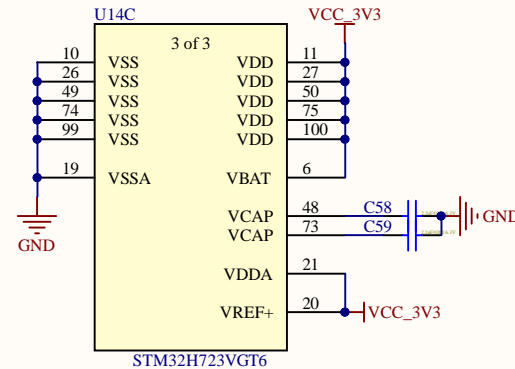 U14C
VCC_3V3
3 of 3
10 VSS VDD 11
26 VSS VDD 27
49 VSS VDD 50
74 VSS VDD 75
99 VSS VDD 100
19 VSSA VBAT 6
VCAP 48 C58
GND
VCAP 73 C59
GND
VDDA 21
VREF+ 20 VCC_3V3
STM32H723VGT6